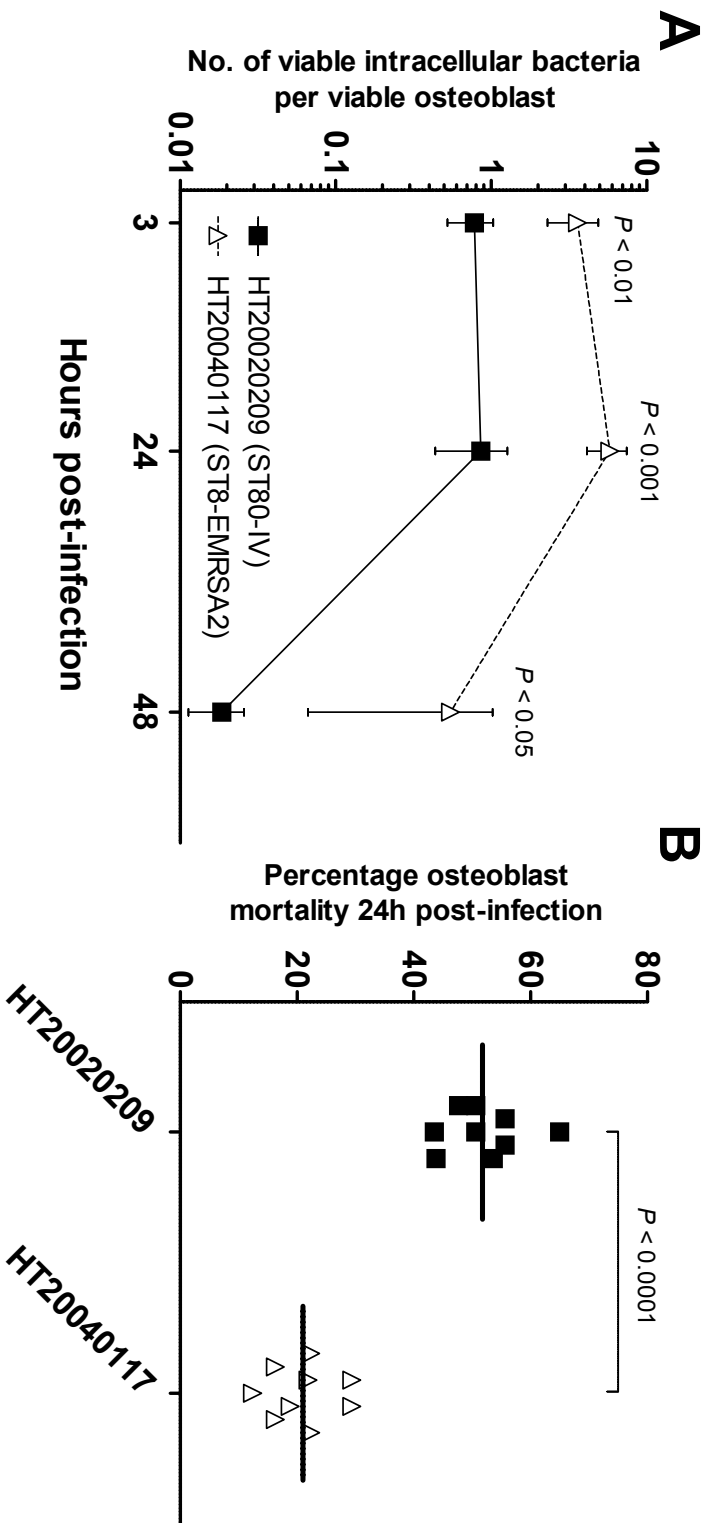 A
No. of viable intracellular bacteria
per viable osteoblast
10
1
0.1
0.01
P < 0.01
P < 0.001
P < 0.05
HT20020209 (ST80-IV)
HT20040117 (ST8-EMRSA2)
3
24
48
Hours post-infection
B
Percentage osteoblast
mortality 24h post-infection
80
60
40
20
0
P < 0.0001
HT20020209
HT20040117